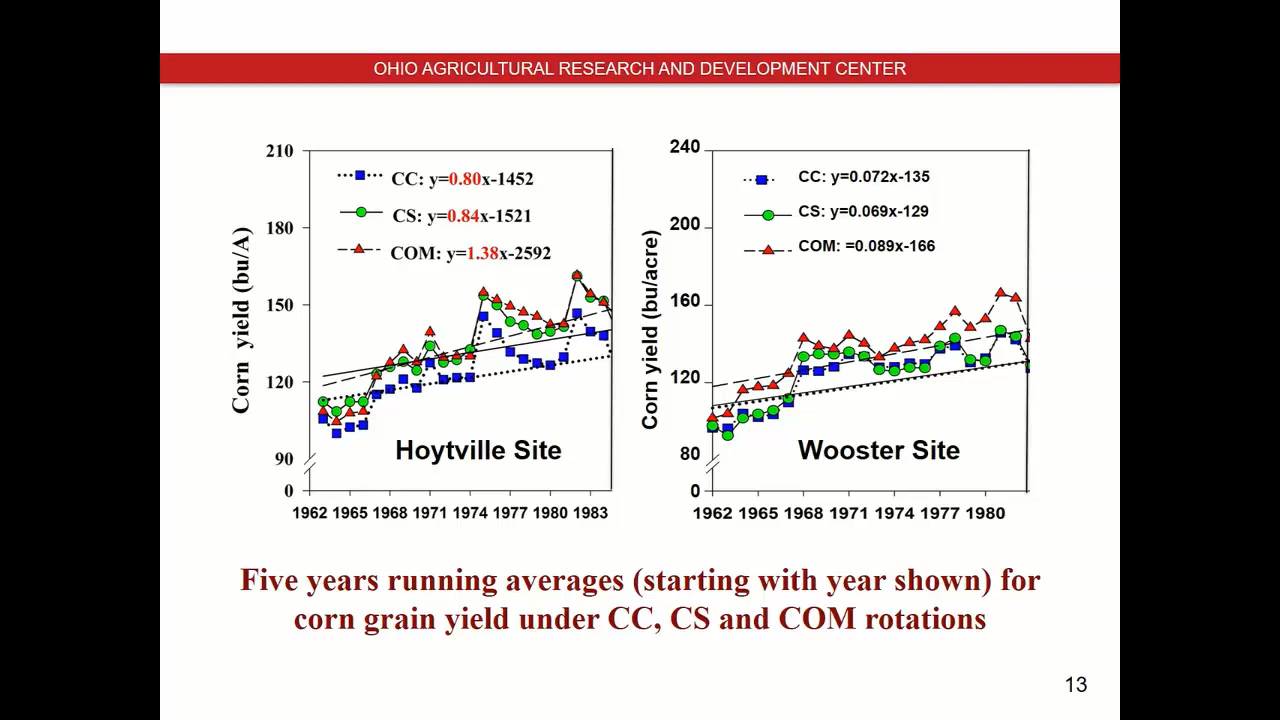 OHIO AGRICULTURAL RESEARCH AND DEVELOPMENT CENTER
210
180
150
120
90
0
Corn yield (bu/A)
CC: y=0.80x-1452
CS: y=0.84x-1521
COM: y=1.38x-2592
Hoytville Site
1962 1965 1968 1971 1974 1977 1980 1983
240
200
160
120
80
0
Corn yield (bu/acre)
CC: y=0.072x-135
CS: y=0.069x-129
COM: =0.089x-166
Wooster Site
1962 1965 1968 1971 1974 1977 1980
Five years running averages (starting with year shown) for
corn grain yield under CC, CS and COM rotations
13